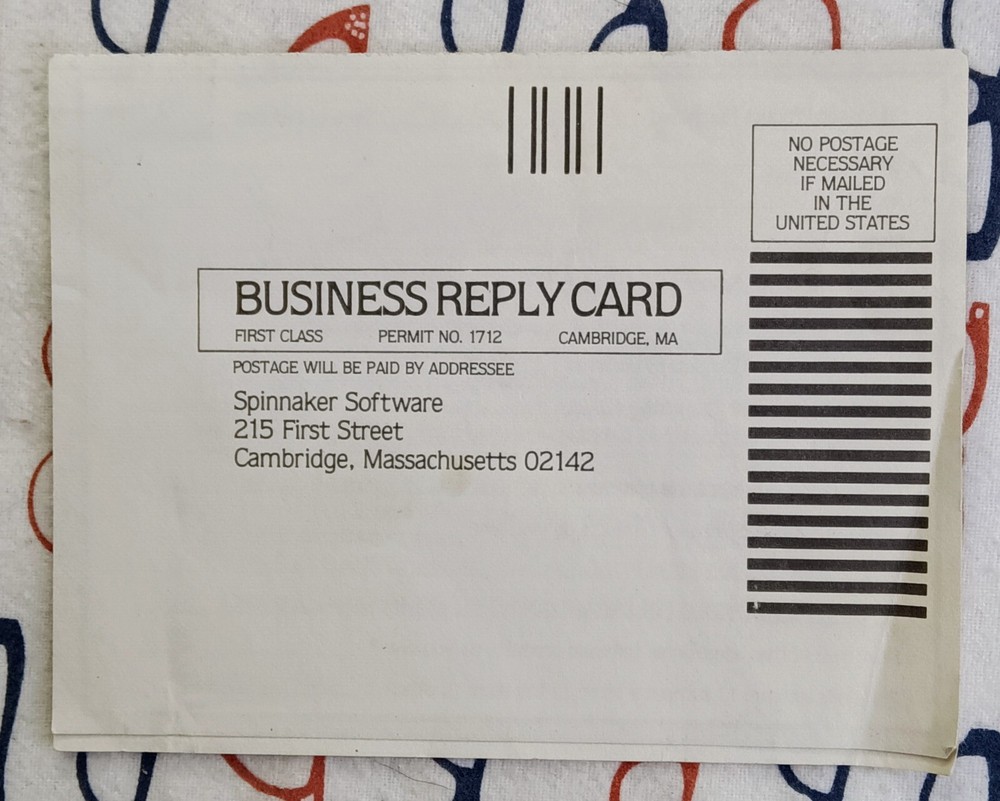 NO POSTAGE
NECESSARY
IF MAILED
IN THE
UNITED STATES
BUSINESS REPLY CARD
FIRST CLASS PERMIT NO. 1712 CAMBRIDGE, MA
POSTAGE WILL BE PAID BY ADDRESSEE
Spinnaker Software
215 First Street
Cambridge, Massachusetts 02142